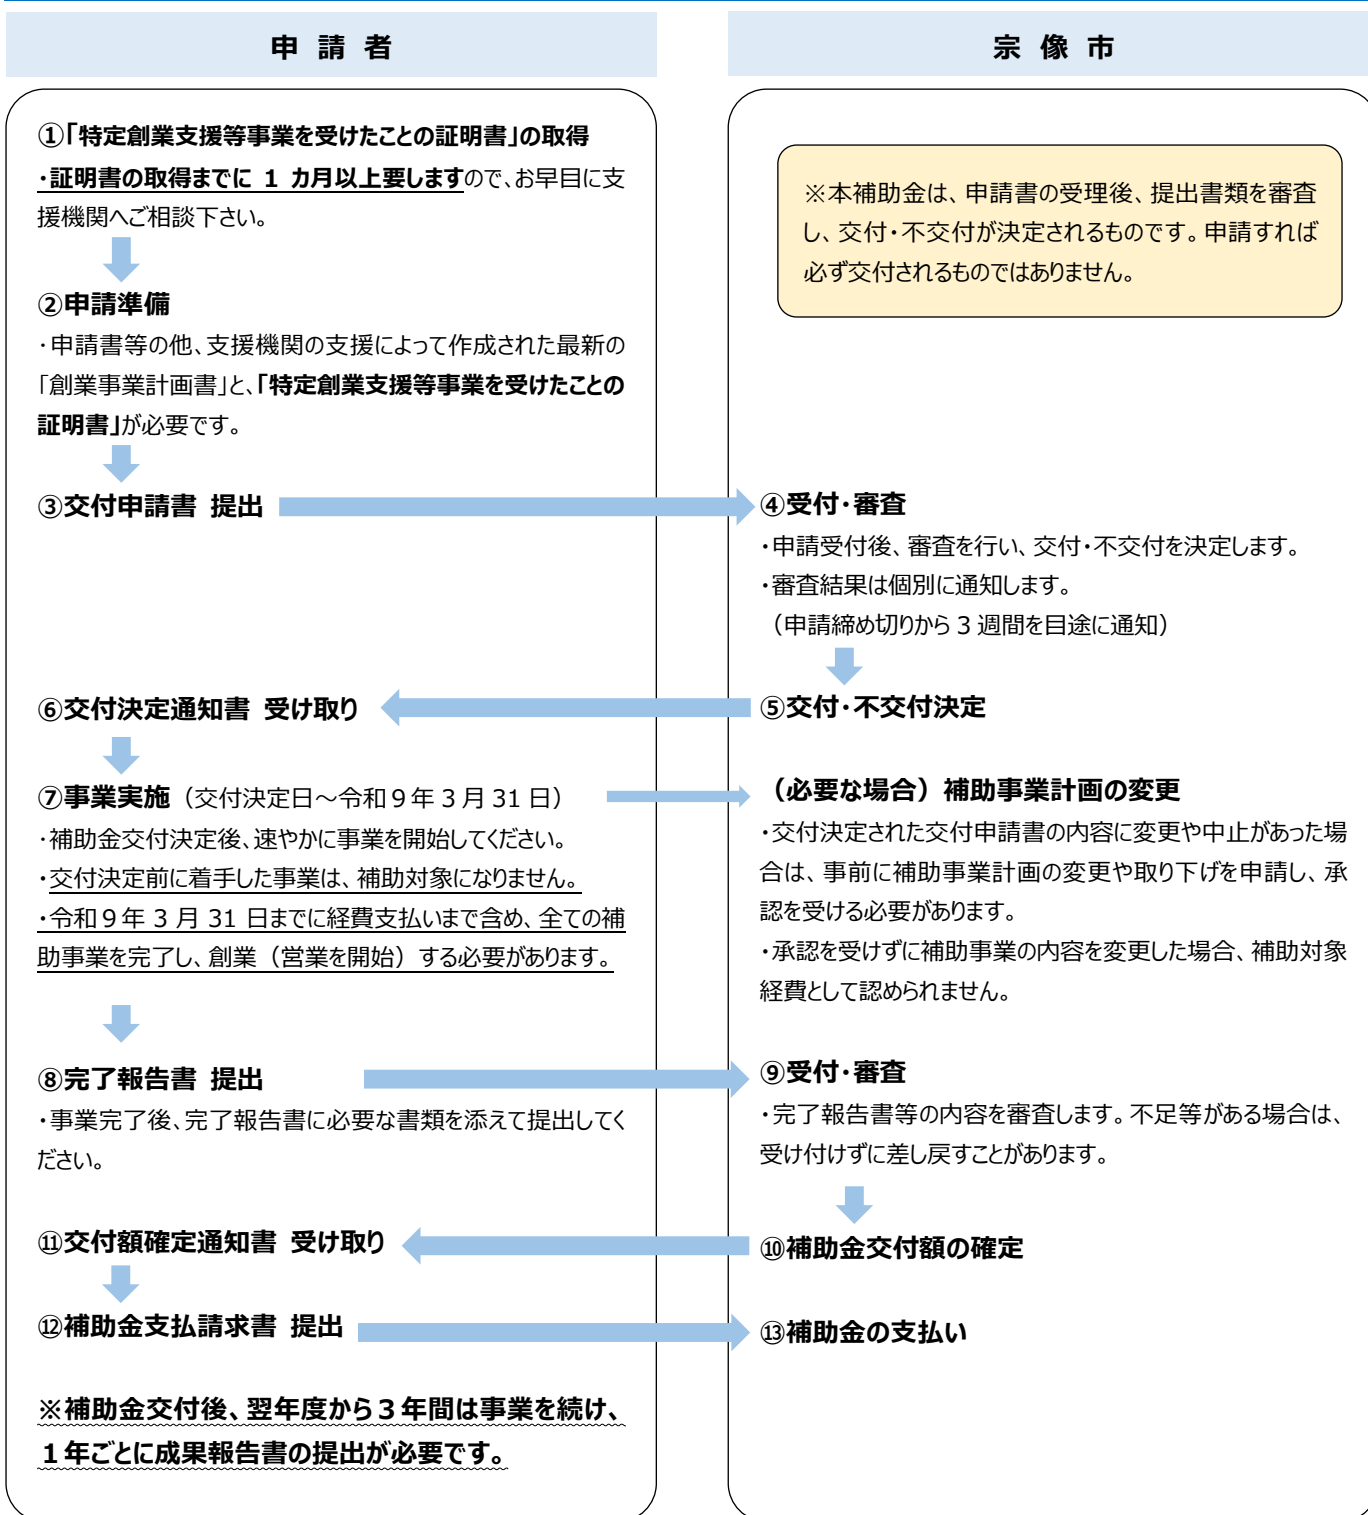 申 請 者
①「特定創業支援等事業を受けたことの証明書」の取得
・証明書の取得までに 1 カ月以上要しますので、お早目に支
援機関へご相談下さい。
②申請準備
・申請書等の他、支援機関の支援によって作成された最新の
「創業事業計画書」と、「特定創業支援等事業を受けたことの
証明書」が必要です。
③交付申請書 提出
⑥交付決定通知書 受け取り
⑦事業実施（交付決定日～令和９年３月 31 日）
・補助金交付決定後、速やかに事業を開始してください。
・交付決定前に着手した事業は、補助対象になりません。
・令和９年 3 月 31 日までに経費支払いまで含め、全ての補
助事業を完了し、創業（営業を開始）する必要があります。
⑧完了報告書 提出
・事業完了後、完了報告書に必要な書類を添えて提出してく
ださい。
⑪交付額確定通知書 受け取り
⑫補助金支払請求書 提出
※補助金交付後、翌年度から３年間は事業を続け、
１年ごとに成果報告書の提出が必要です。
宗 像 市
※本補助金は、申請書の受理後、提出書類を審査
し、交付・不交付が決定されるものです。申請すれば
必ず交付されるものではありません。
④受付・審査
・申請受付後、審査を行い、交付・不交付を決定します。
・審査結果は個別に通知します。
（申請締め切りから 3 週間を目途に通知）
⑤交付・不交付決定
（必要な場合）補助事業計画の変更
・交付決定された交付申請書の内容に変更や中止があった場
合は、事前に補助事業計画の変更や取り下げを申請し、承
認を受ける必要があります。
・承認を受けずに補助事業の内容を変更した場合、補助対象
経費として認められません。
⑨受付・審査
・完了報告書等の内容を審査します。不足等がある場合は、
受け付けずに差し戻すことがあります。
⑩補助金交付額の確定
⑬補助金の支払い